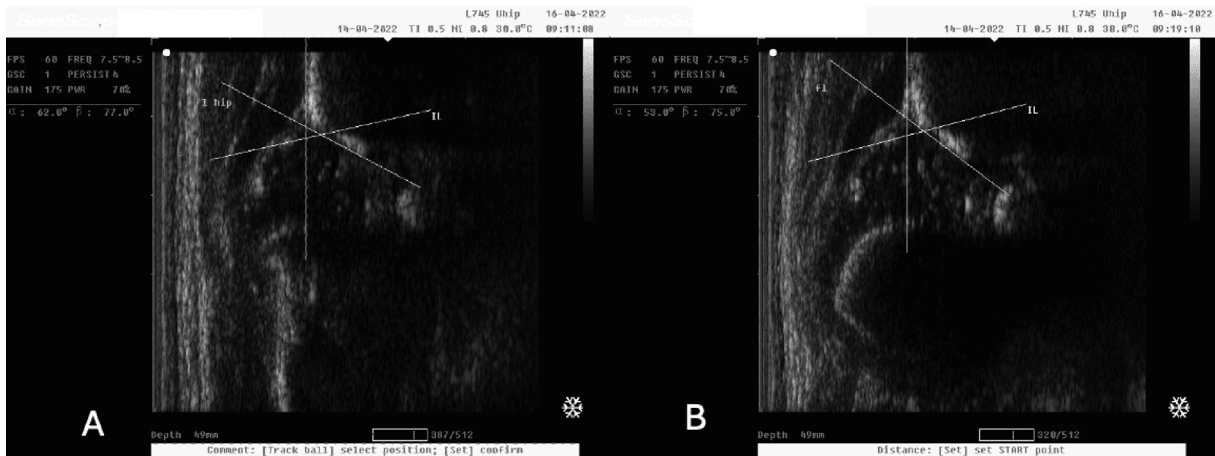 SonoScape
L745 Uhip 16-04-2022
14-04-2022 TI 0.5 MI 0.8 30.0°C 09:11:08
FPS 60 FREQ 7.5~8.5
GSC 1 PERSIST 4
GAIN 175 PWR 70%
α: 62.0° β: 77.0°
l hip
IL
A
Depth 49mm
387/512
Comment: [Track ball] select position; [Set] confirm
L745 Uhip 16-04-2022
14-04-2022 TI 0.5 MI 0.8 30.0°C 09:19:10
FPS 60 FREQ 7.5~8.5
GSC 1 PERSIST 4
GAIN 175 PWR 70%
α: 53.0° β: 75.0°
fl
IL
B
Depth 49mm
320/512
Distance: [Set] set START point